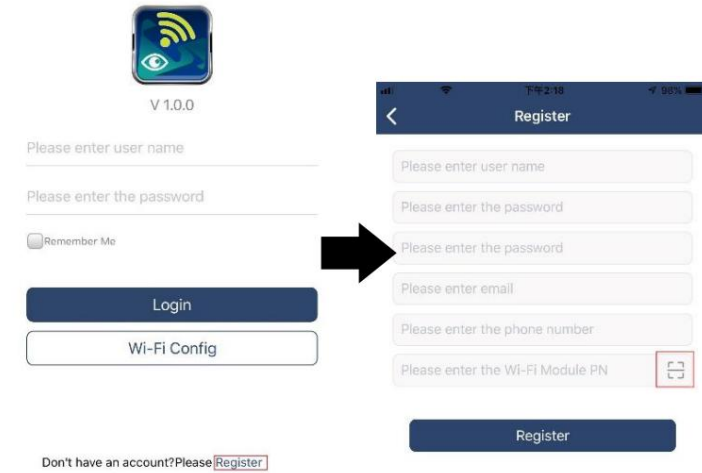 V 1.0.0
Please enter user name
Please enter the password
Remember Me
Login
Wi-Fi Config
Don't have an account?Please Register
下午2:18
98%
Register
Please enter user name
Please enter the password
Please enter the password
Please enter email
Please enter the phone number
Please enter the Wi-Fi Module PN
Register